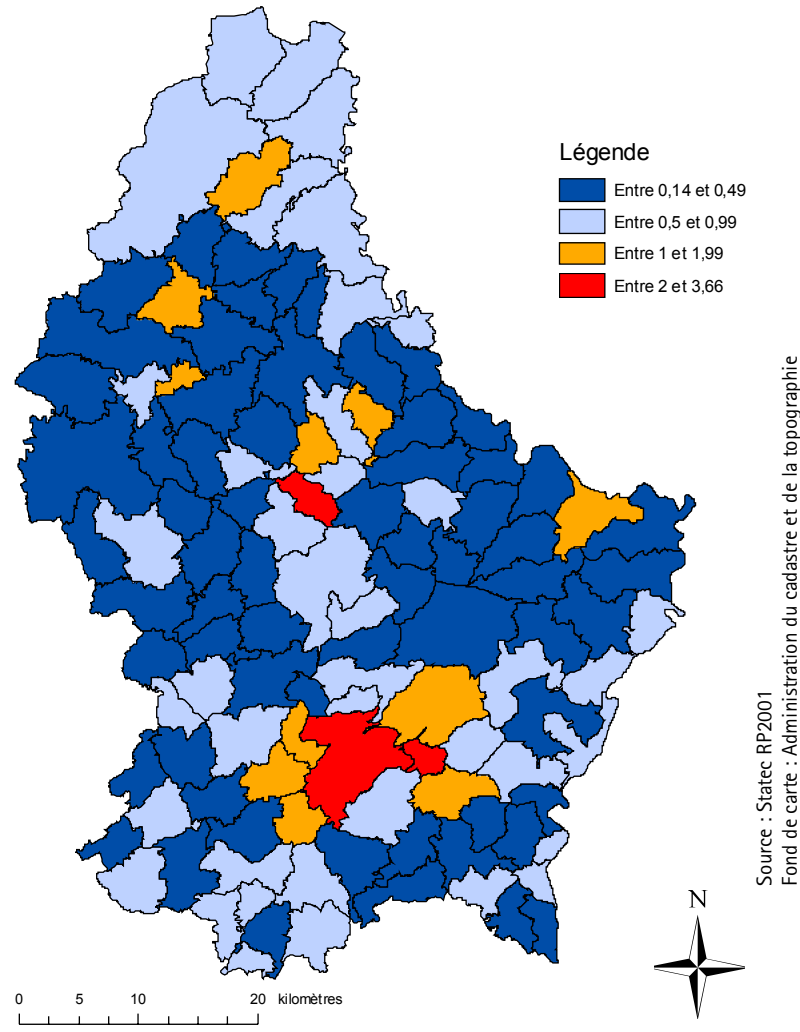 Légende
Entre 0,14 et 0,49
Entre 0,5 et 0,99
Entre 1 et 1,99
Entre 2 et 3,66
Source : Statec RP2001
Fond de carte : Administration du cadastre et de la topographie
N
0 5 10 20 kilomètres